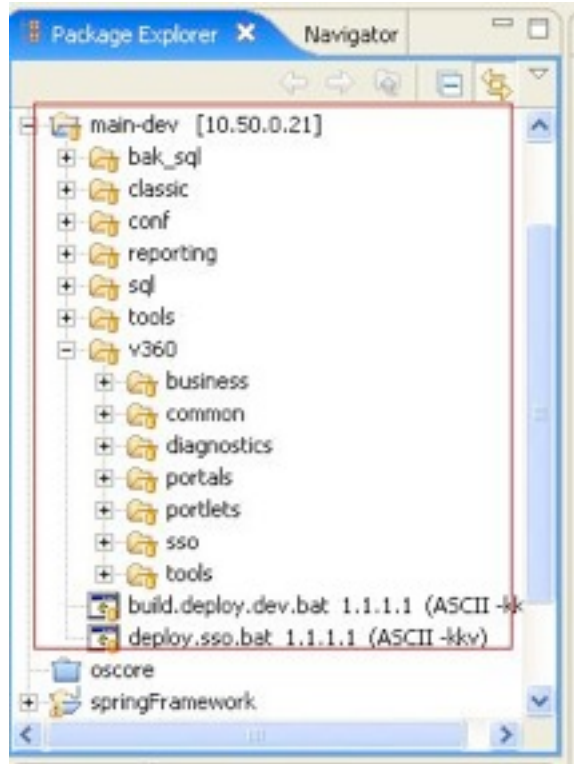 Package Explorer Navigator
main-dev [10.50.0.21]
bak_sql
classic
conf
reporting
sql
tools
v360
business
common
diagnostics
portals
portlets
sso
tools
build.deploy.dev.bat 1.1.1.1 (ASCII -kk
deploy.sso.bat 1.1.1.1 (ASCII -kkv)
oscore
springFramework